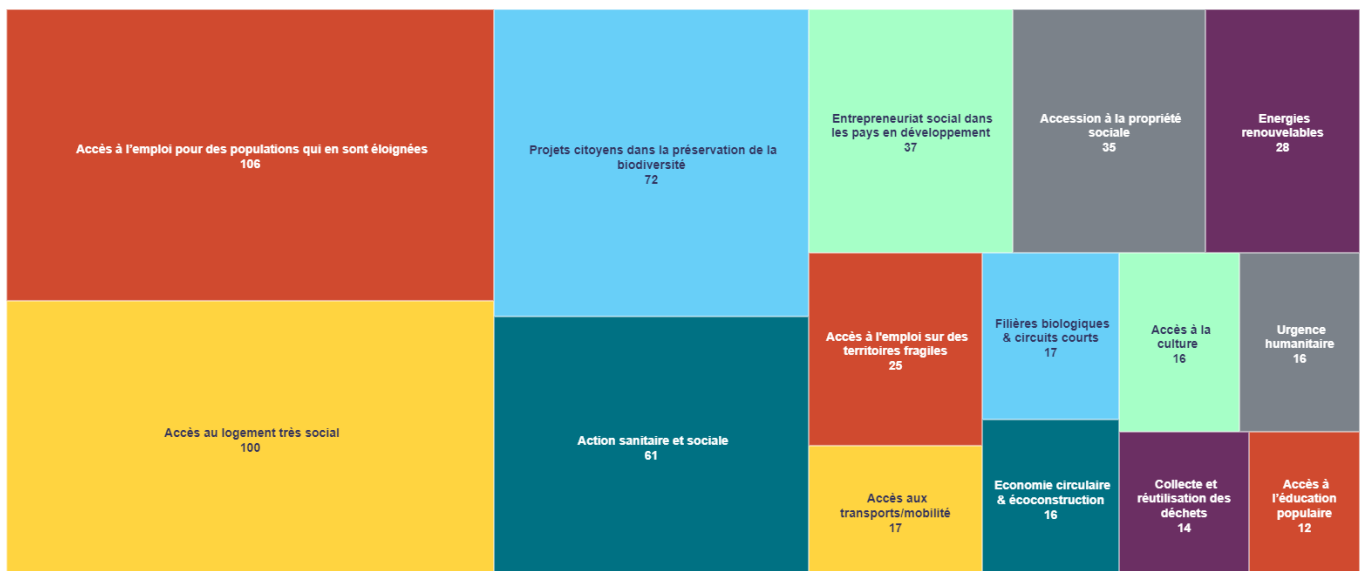 Accès à l'emploi pour des populations qui en sont éloignées
106
Accès au logement très social
100
Projets citoyens dans la préservation de la
biodiversité
72
Action sanitaire et sociale
61
Entrepreneuriat social dans
les pays en développement
37
Accession à la propriété
sociale
35
Energies
renouvelables
28
Accès à l'emploi sur des
territoires fragiles
25
Accès aux
transports/mobilité
17
Filières biologiques
& circuits courts
17
Economie circulaire
& écoconstruction
16
Accès à la
culture
16
Urgence
humanitaire
16
Collecte et
réutilisation des
déchets
14
Accès à
l'éducation
populaire
12